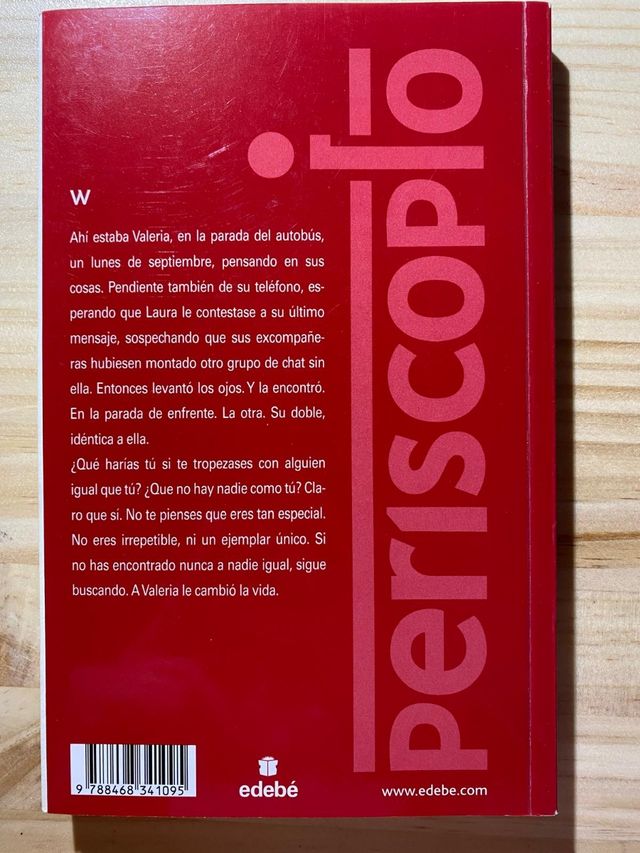 W
Ahí estaba Valeria, en la parada del autobús,
un lunes de septiembre, pensando en sus
cosas. Pendiente también de su teléfono, es-
perando que Laura le contestase a su último
mensaje, sospechando que sus excompañe-
ras hubiesen montado otro grupo de chat sin
ella. Entonces levantó los ojos. Y la encontró.
En la parada de enfrente. La otra. Su doble,
idéntica a ella.
¿Qué harías tú si te tropezases con alguien
igual que tú? ¿Que no hay nadie como tú? Cla-
ro que sí. No te pienses que eres tan especial.
No eres irrepetible, ni un ejemplar único. Si
no has encontrado nunca a nadie igual, sigue
buscando. A Valeria le cambió la vida.
periscopio
9 788468 341095
edebé
www.edebe.com